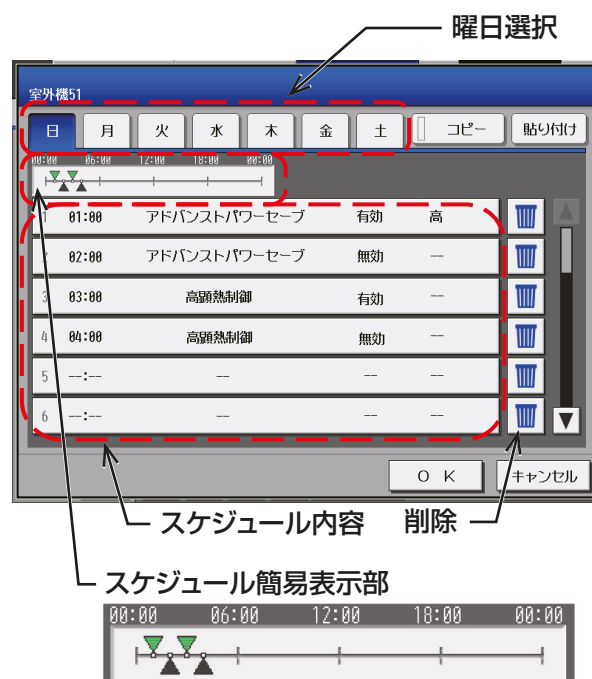 曜日選択
室外機51
日 月 火 水 木 金 土 コピー 貼り付け
00:00 06:00 12:00 18:00 00:00
1 01:00 アドバンストパワーセーブ 有効 高
2 02:00 アドバンストパワーセーブ 無効 --
3 03:00 高顕熱制御 有効 --
4 04:00 高顕熱制御 無効 --
5 --:-- -- -- --
6 --:-- -- -- --
OK キャンセル
スケジュール内容 削除
スケジュール簡易表示部
00:00 06:00 12:00 18:00 00:00